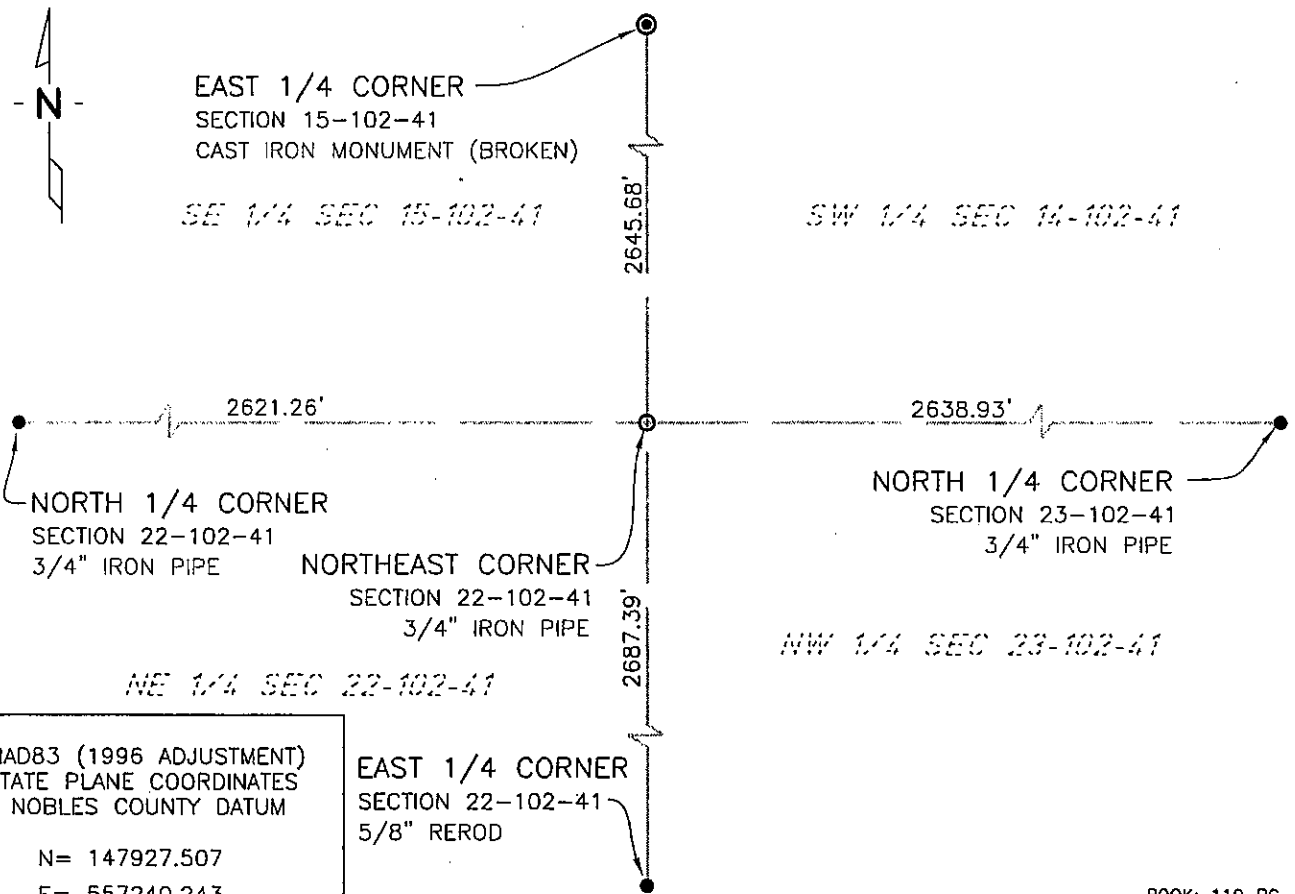 N
EAST 1/4 CORNER
SECTION 15-102-41
CAST IRON MONUMENT (BROKEN)
SE 1/4 SEC 15-102-41
SW 1/4 SEC 14-102-41
2645.68'
2621.26'
2638.93'
NORTH 1/4 CORNER
SECTION 22-102-41
3/4" IRON PIPE
NORTHEAST CORNER
SECTION 22-102-41
3/4" IRON PIPE
NORTH 1/4 CORNER
SECTION 23-102-41
3/4" IRON PIPE
2687.39'
NE 1/4 SEC 22-102-41
NW 1/4 SEC 23-102-41
NAD83 (1996 ADJUSTMENT)
STATE PLANE COORDINATES
NOBLES COUNTY DATUM
N= 147927.507
E= 557240.243
EAST 1/4 CORNER
SECTION 22-102-41
5/8" REROD